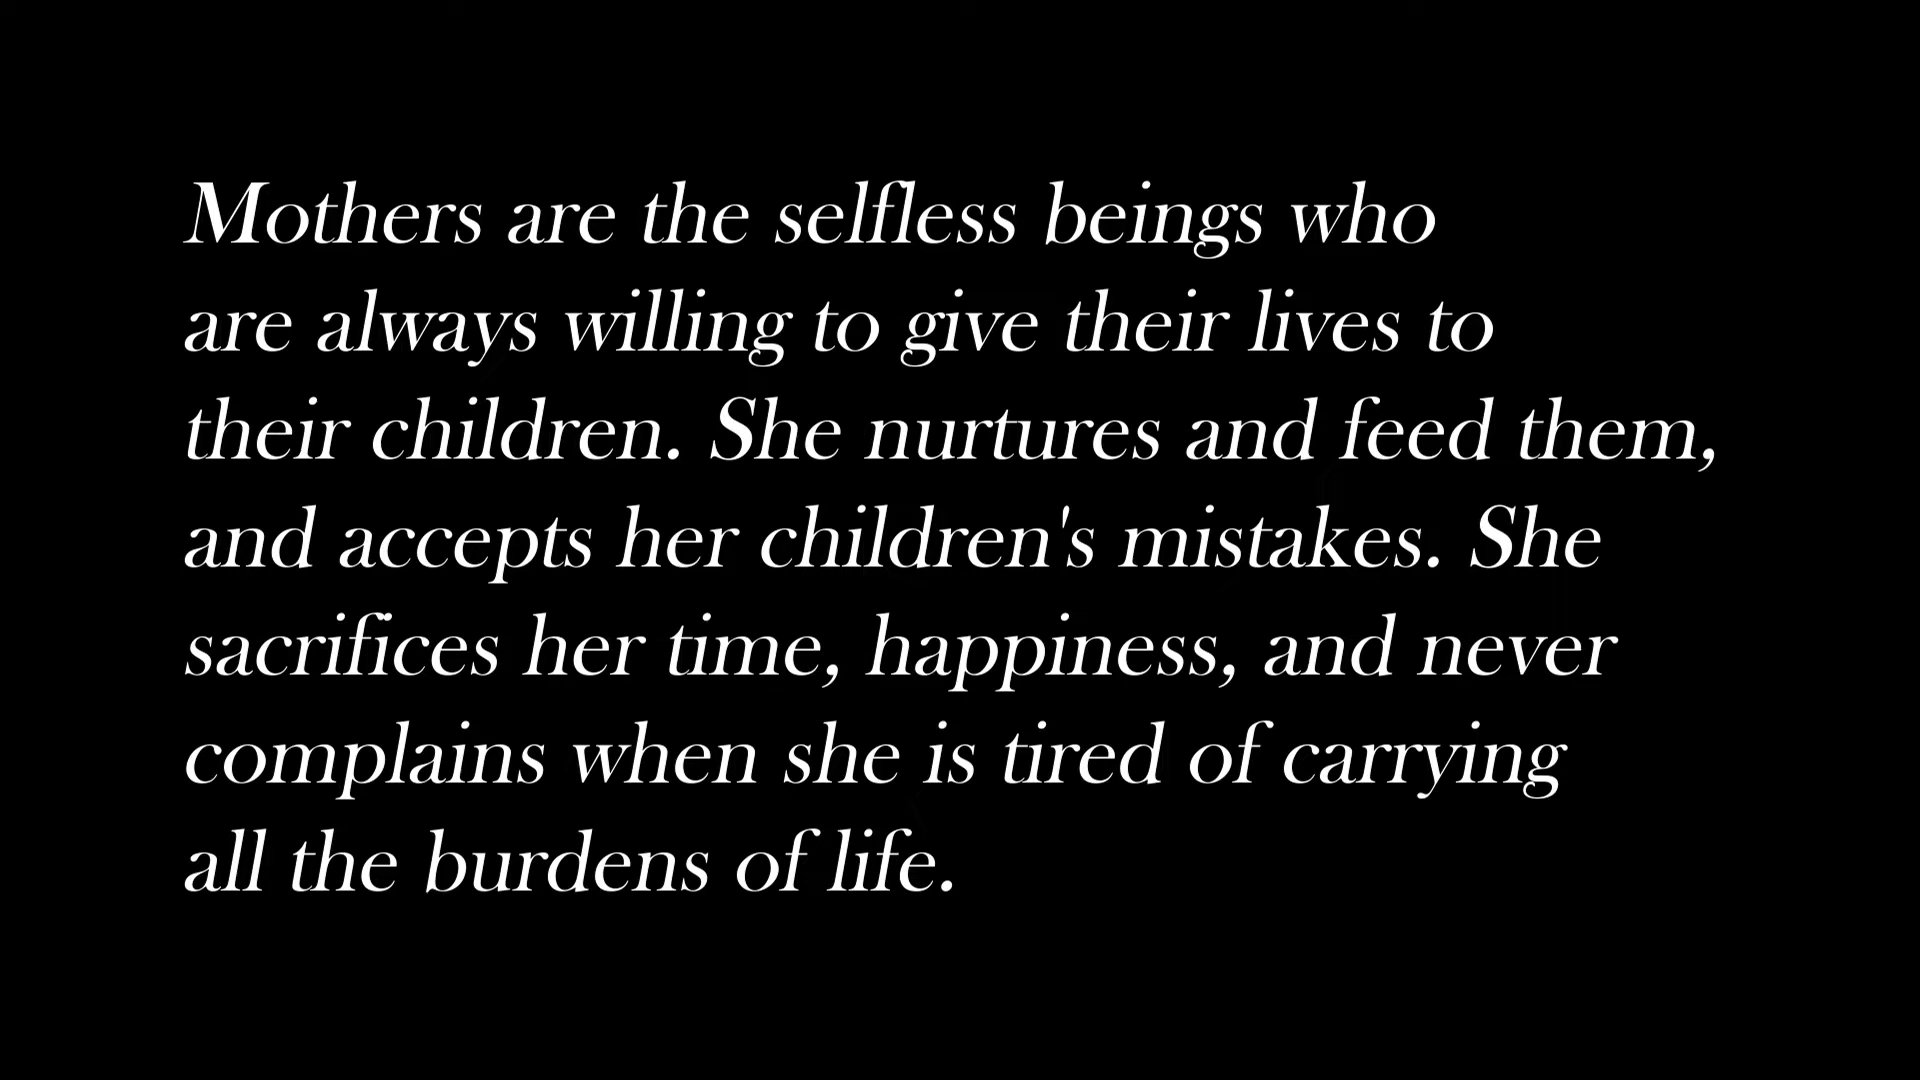 Mothers are the selfless beings who
are always willing to give their lives to
their children. She nurtures and feed them,
and accepts her children's mistakes. She
sacrifices her time, happiness, and never
complains when she is tired of carrying
all the burdens of life.